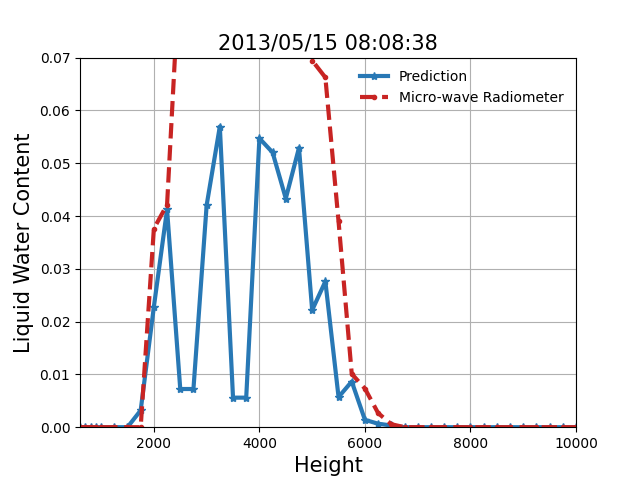 2013/05/15 08:08:38
Prediction
Micro-wave Radiometer
Liquid Water Content
0.07
0.06
0.05
0.04
0.03
0.02
0.01
0.00
2000 4000 6000 8000 10000
Height